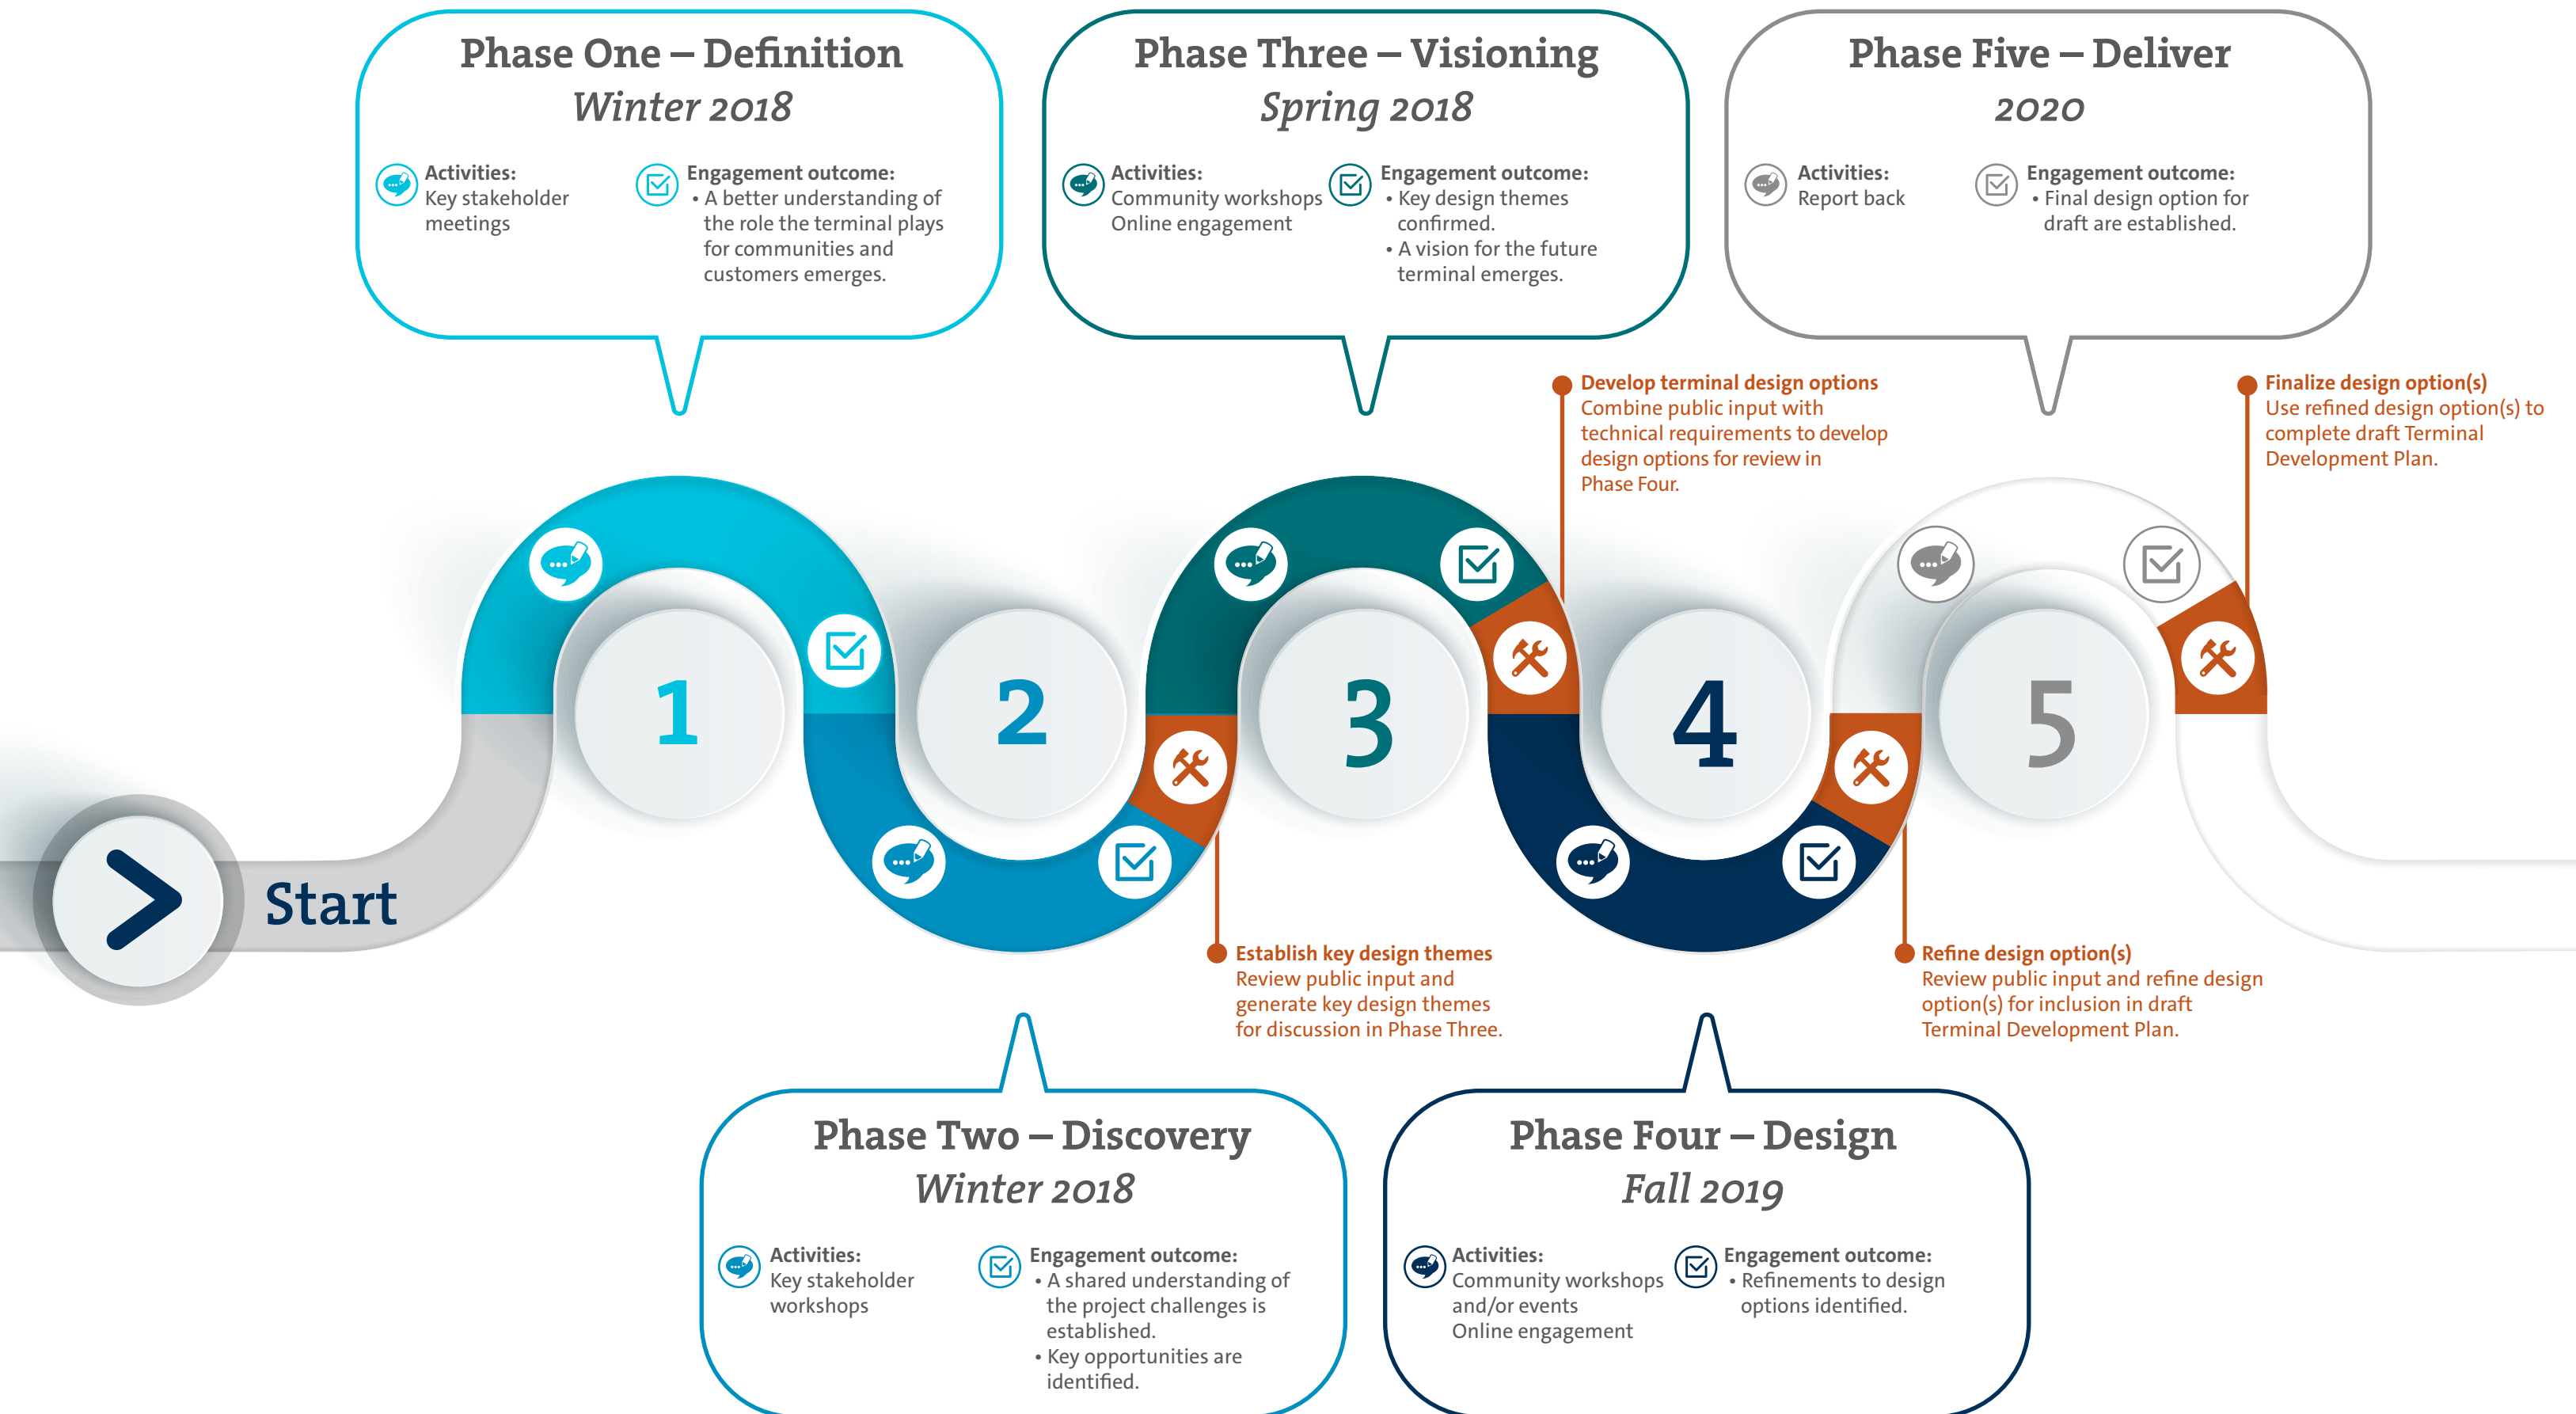 Phase One – Definition
Winter 2018
Activities:
Key stakeholder
meetings
Engagement outcome:
• A better understanding of
the role the terminal plays
for communities and
customers emerges.
Phase Three – Visioning
Spring 2018
Activities:
Community workshops
Online engagement
Engagement outcome:
• Key design themes
confirmed.
• A vision for the future
terminal emerges.
Phase Five – Deliver
2020
Activities:
Report back
Engagement outcome:
• Final design option for
draft are established.
Develop terminal design options
Combine public input with
technical requirements to develop
design options for review in
Phase Four.
Finalize design option(s)
Use refined design option(s) to
complete draft Terminal
Development Plan.
Start
1
2
3
4
5
Establish key design themes
Review public input and
generate key design themes
for discussion in Phase Three.
Refine design option(s)
Review public input and refine design
option(s) for inclusion in draft
Terminal Development Plan.
Phase Two – Discovery
Winter 2018
Activities:
Key stakeholder
workshops
Engagement outcome:
• A shared understanding of
the project challenges is
established.
• Key opportunities are
identified.
Phase Four – Design
Fall 2019
Activities:
Community workshops
and/or events
Online engagement
Engagement outcome:
• Refinements to design
options identified.